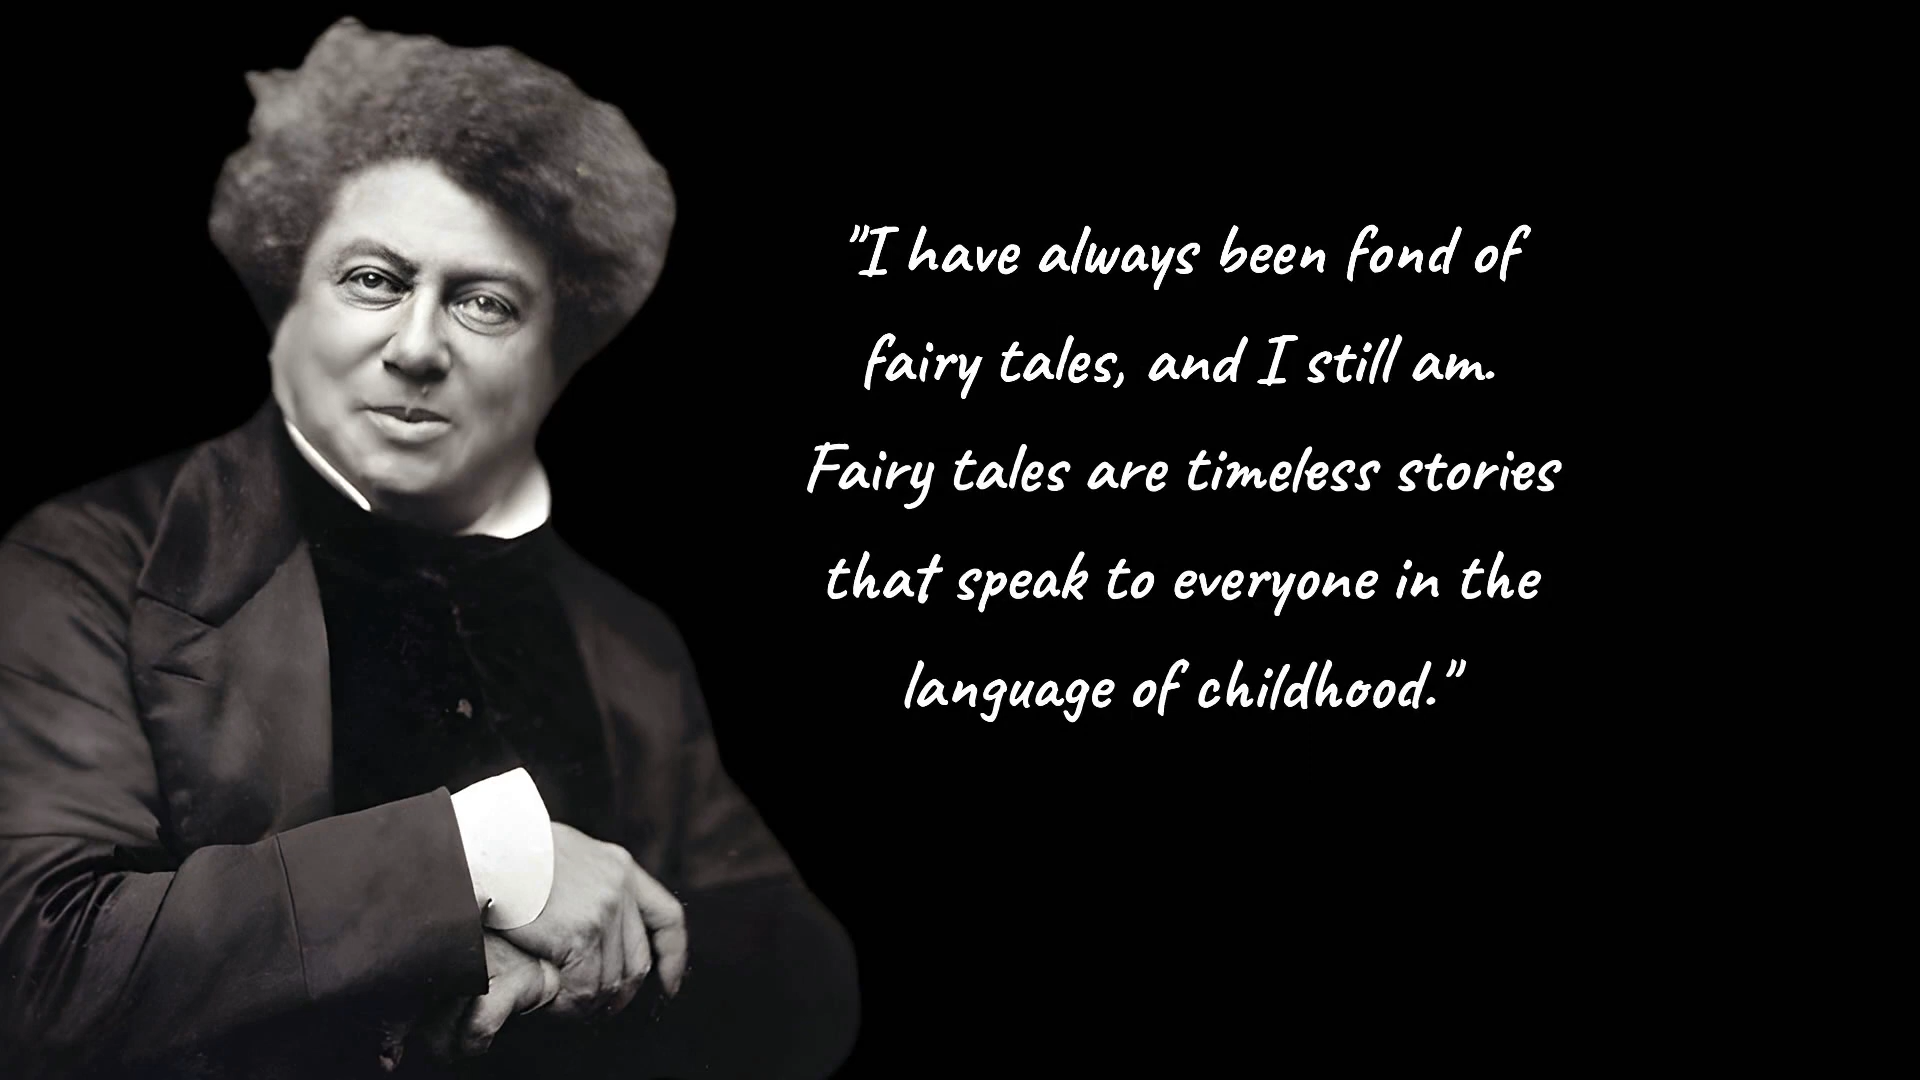 "I have always been fond of
fairy tales, and I still am.
Fairy tales are timeless stories
that speak to everyone in the
language of childhood."